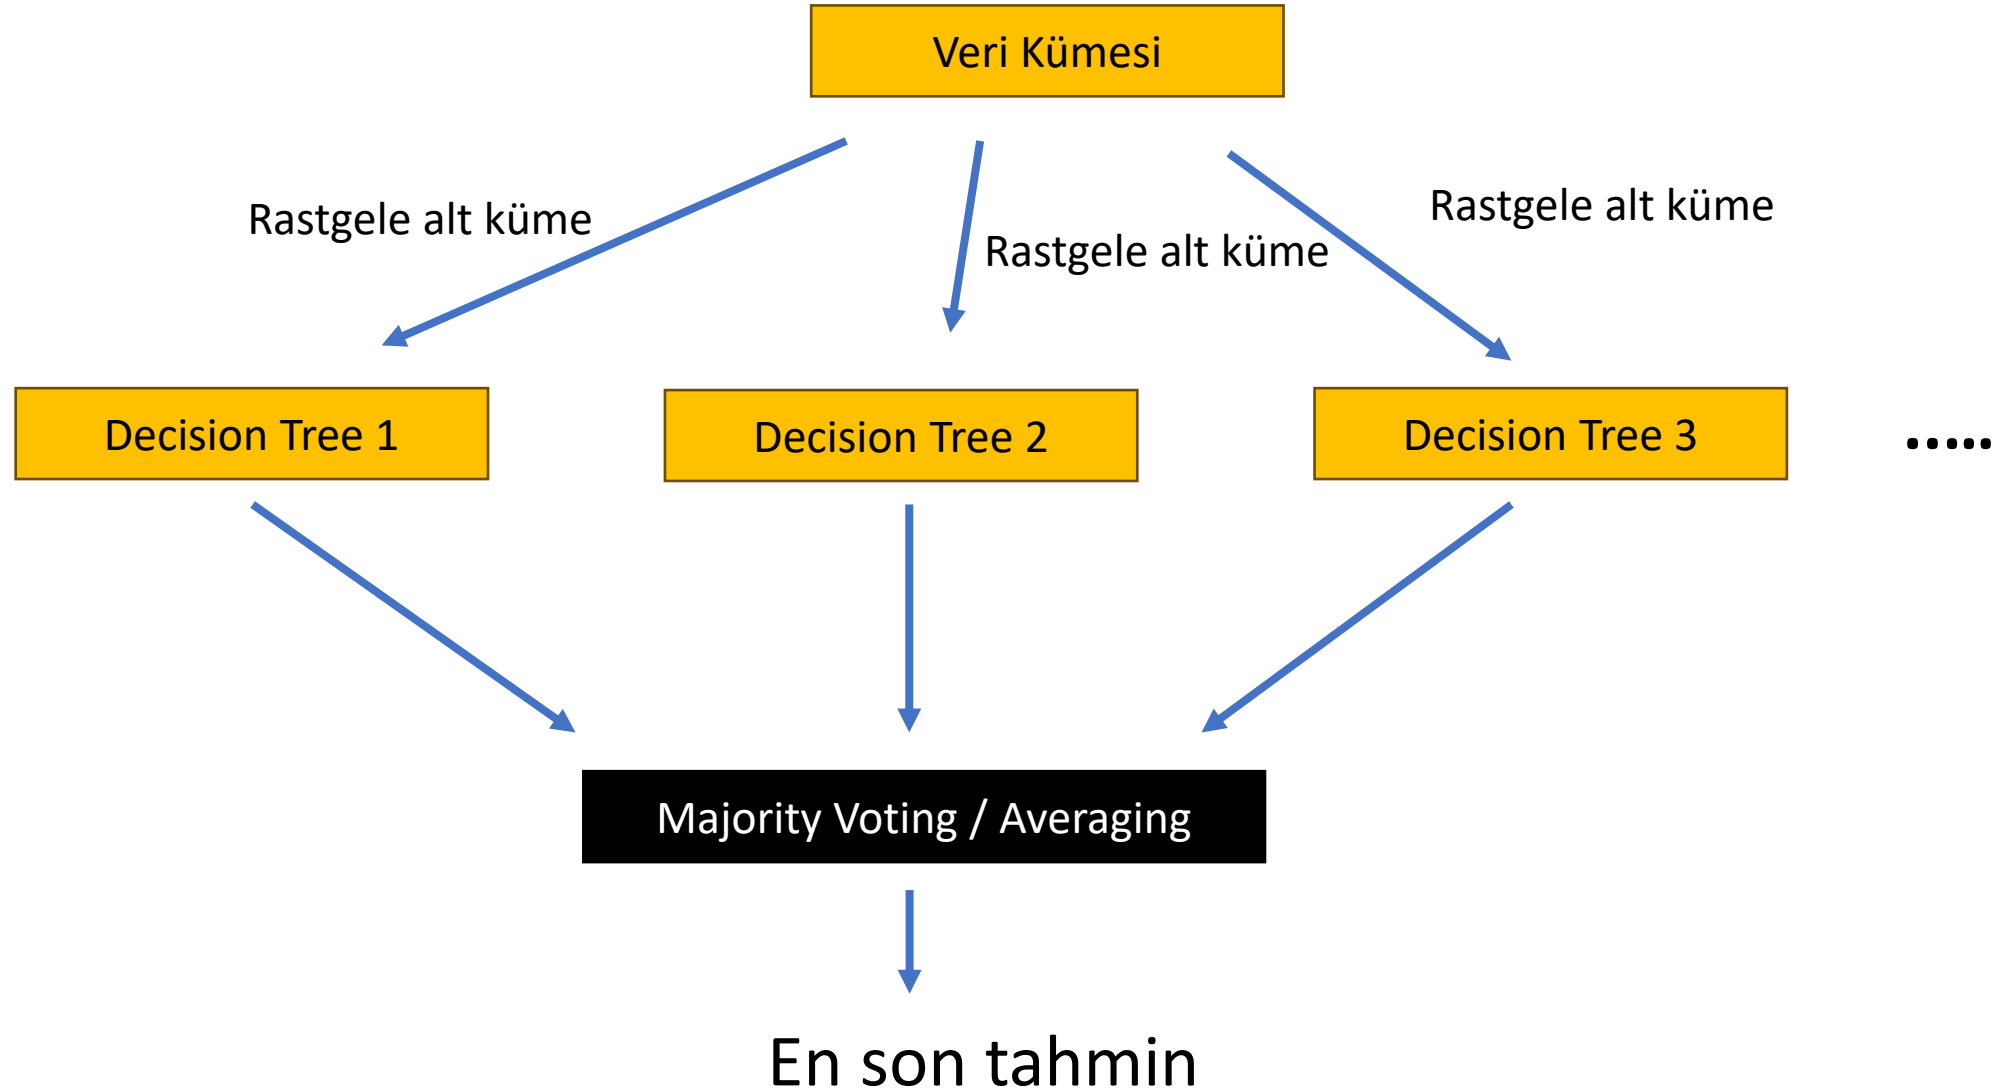 Veri Kümesi
Rastgele alt küme
Rastgele alt küme
Rastgele alt küme
Decision Tree 1
Decision Tree 2
Decision Tree 3
.....
Majority Voting / Averaging
En son tahmin